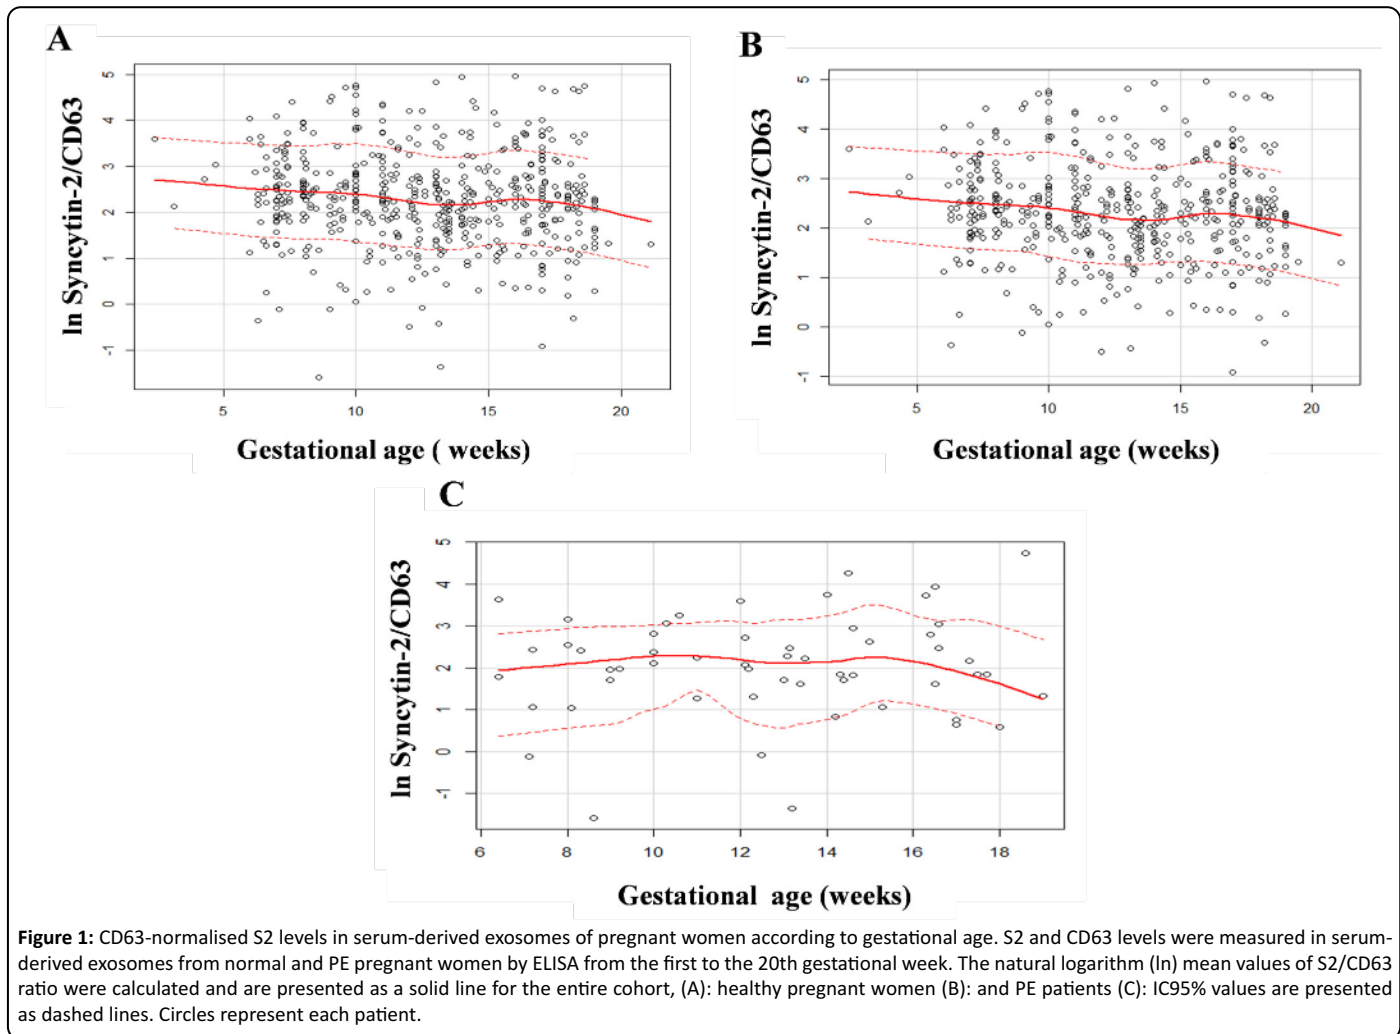 A
ln Syncytin-2/CD63
5
4
3
2
1
0
-1
5 10 15 20
Gestational age ( weeks)
B
ln Syncytin-2/CD63
5
4
3
2
1
0
-1
5 10 15 20
Gestational age (weeks)
C
ln Syncytin-2/CD63
5
4
3
2
1
0
-1
6 8 10 12 14 16 18
Gestational age (weeks)
Figure 1: CD63-normalised S2 levels in serum-derived exosomes of pregnant women according to gestational age. S2 and CD63 levels were measured in serum-
derived exosomes from normal and PE pregnant women by ELISA from the first to the 20th gestational week. The natural logarithm (ln) mean values of S2/CD63
ratio were calculated and are presented as a solid line for the entire cohort, (A): healthy pregnant women (B): and PE patients (C): IC95% values are presented
as dashed lines. Circles represent each patient.